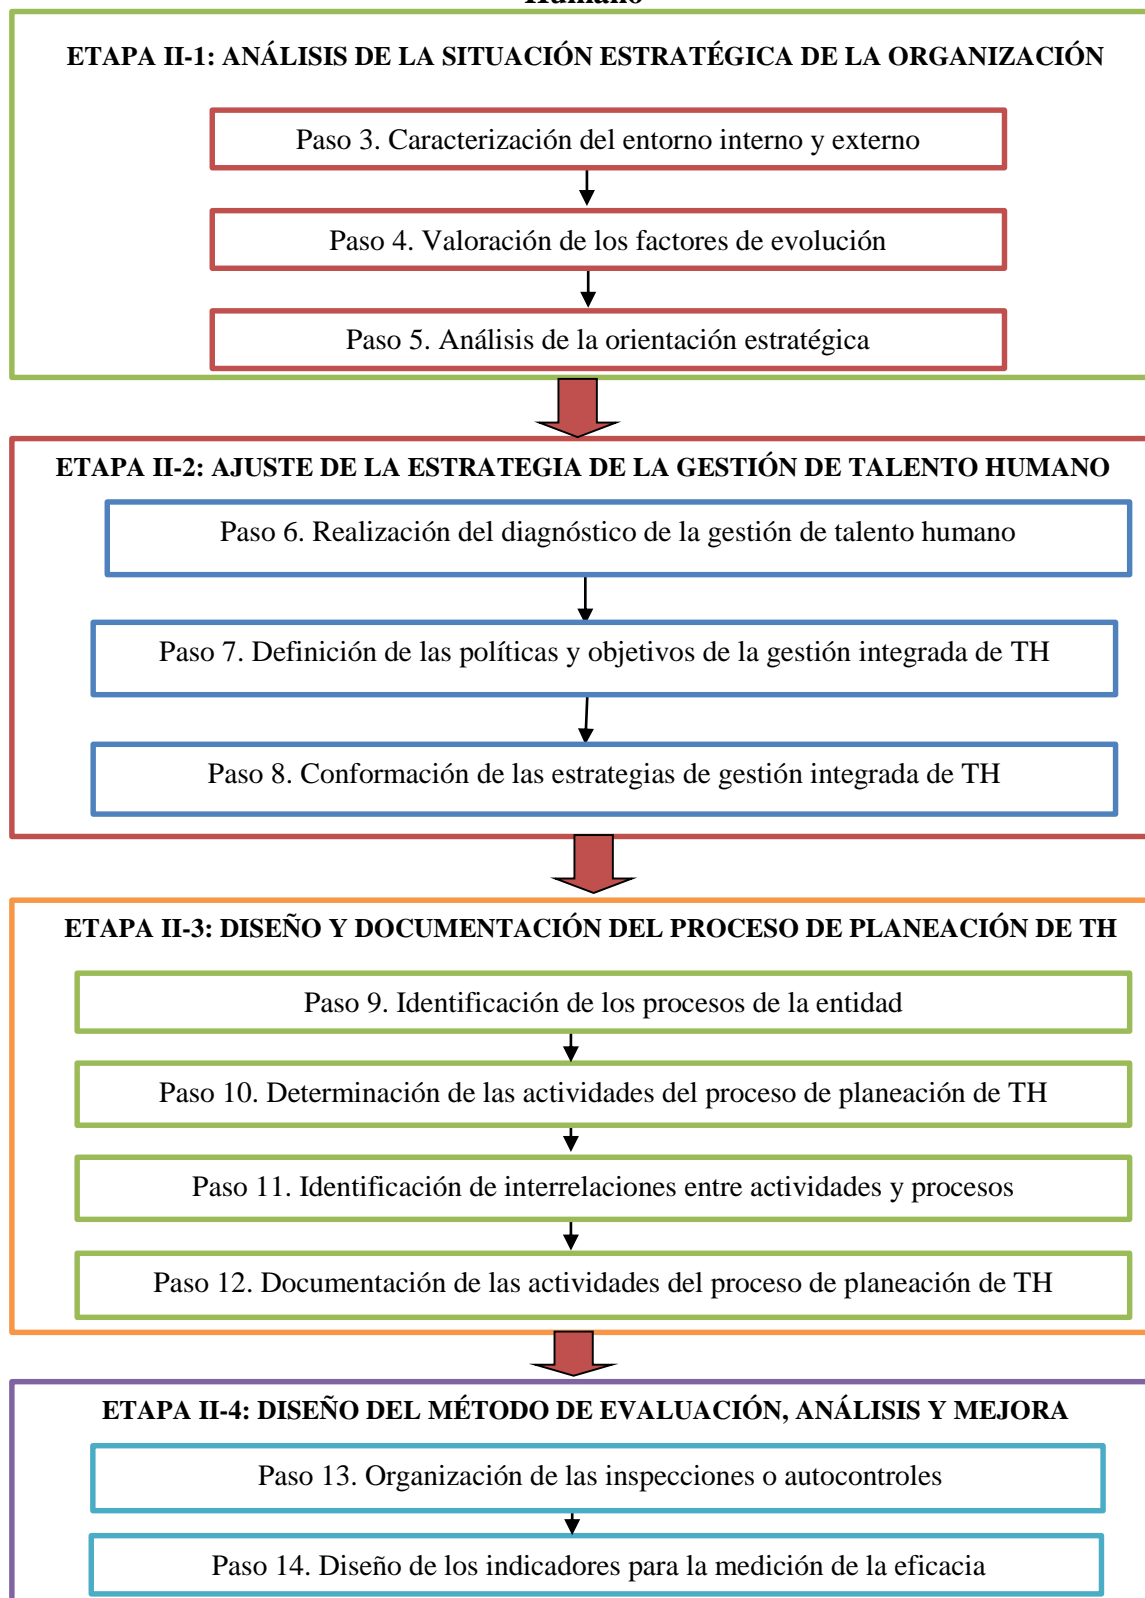 Humano
ETAPA II-1: ANÁLISIS DE LA SITUACIÓN ESTRATÉGICA DE LA ORGANIZACIÓN
Paso 3. Caracterización del entorno interno y externo
Paso 4. Valoración de los factores de evolución
Paso 5. Análisis de la orientación estratégica
ETAPA II-2: AJUSTE DE LA ESTRATEGIA DE LA GESTIÓN DE TALENTO HUMANO
Paso 6. Realización del diagnóstico de la gestión de talento humano
Paso 7. Definición de las políticas y objetivos de la gestión integrada de TH
Paso 8. Conformación de las estrategias de gestión integrada de TH
ETAPA II-3: DISEÑO Y DOCUMENTACIÓN DEL PROCESO DE PLANEACIÓN DE TH
Paso 9. Identificación de los procesos de la entidad
Paso 10. Determinación de las actividades del proceso de planeación de TH
Paso 11. Identificación de interrelaciones entre actividades y procesos
Paso 12. Documentación de las actividades del proceso de planeación de TH
ETAPA II-4: DISEÑO DEL MÉTODO DE EVALUACIÓN, ANÁLISIS Y MEJORA
Paso 13. Organización de las inspecciones o autocontroles
Paso 14. Diseño de los indicadores para la medición de la eficacia